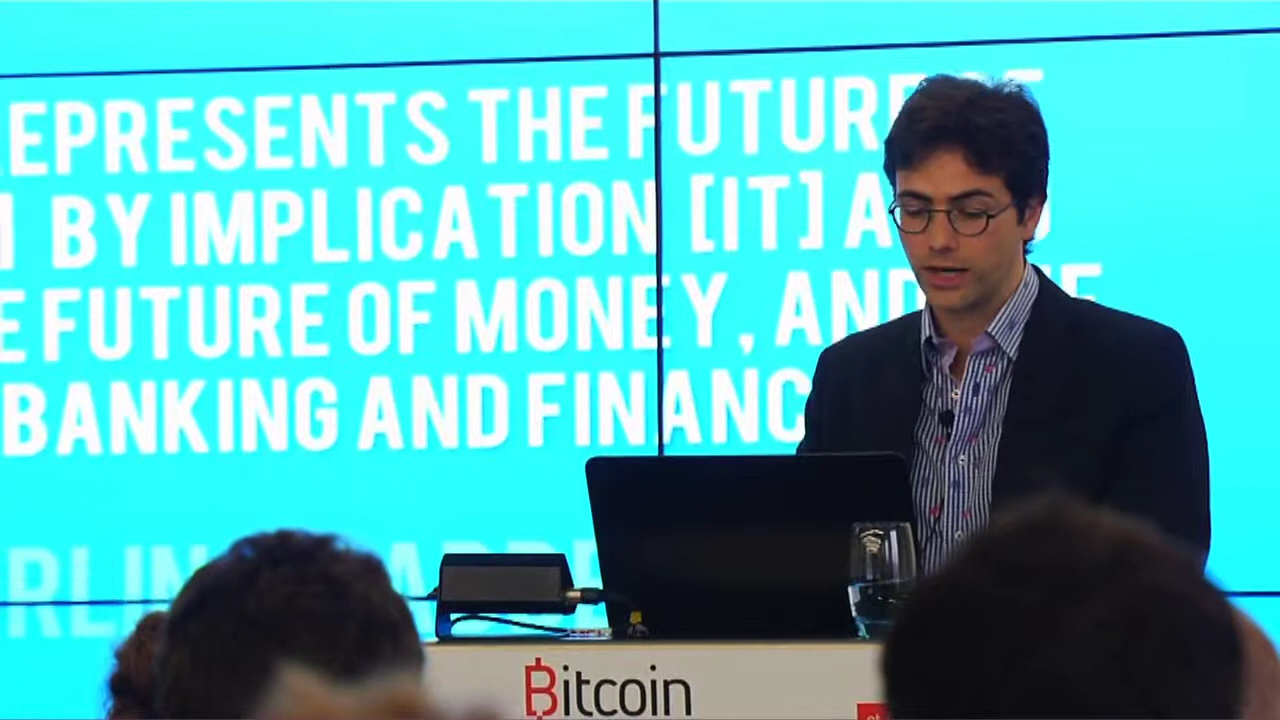 EPRESENTS THE FUTURE
BY IMPLICATION [IT]
FUTURE OF MONEY, AND
BANKING AND FINANC
Bitcoin